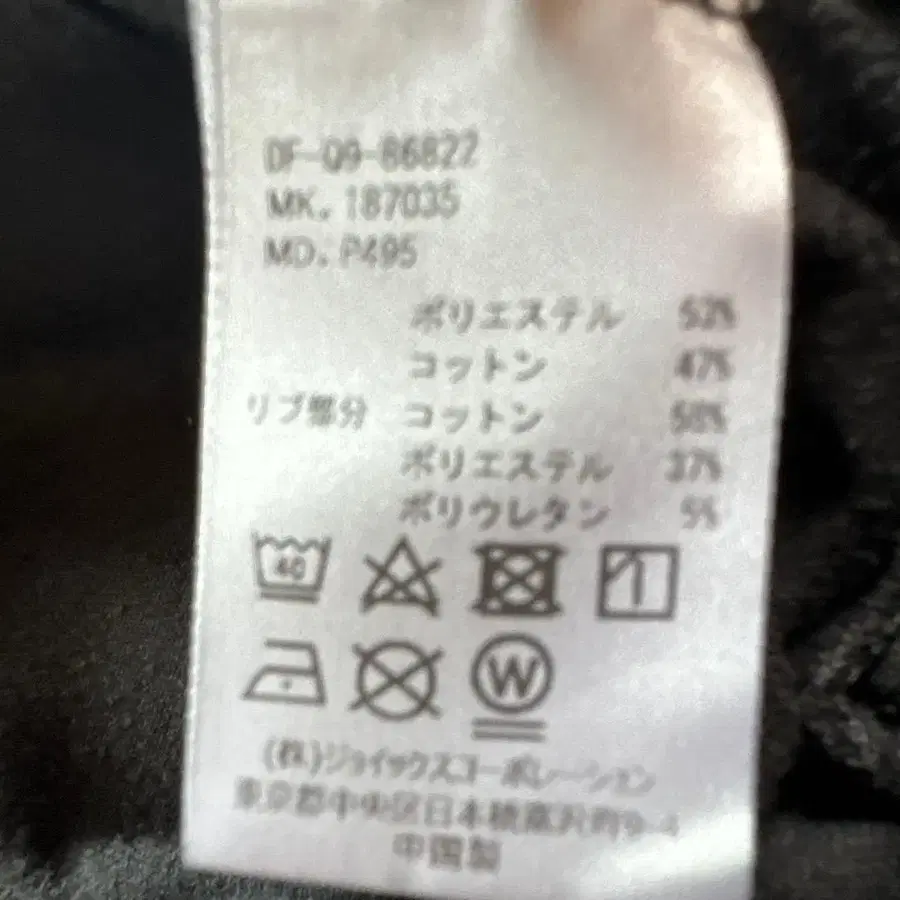 DF-Q9-86822
MK. 187035
MD. P495
ポリエステル 53%
コットン 47%
リブ部分 コットン 58%
ポリエステル 37%
ポリウレタン 5%
40
W
(株)ジョイックスコーポレーション
東京都中央区日本橋富沢町9-4
中国製